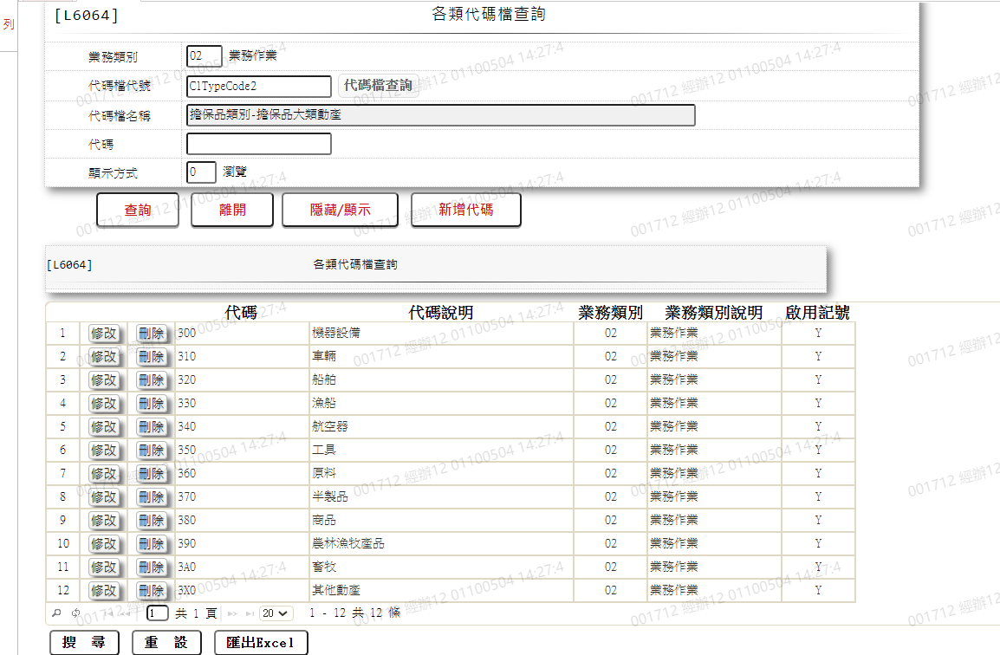 列
[L6064] 各類代碼檔查詢
業務類別 02 業務作業
代碼檔代號 ClTypeCode2 代碼檔查詢
代碼檔名稱 擔保品類別-擔保品大類動產
代碼
顯示方式 0 瀏覽
查詢 離開 隱藏/顯示 新增代碼
[L6064] 各類代碼檔查詢
代碼 代碼說明 業務類別 業務類別說明 啟用記號
1 修改 刪除 300 機器設備 02 業務作業 Y
2 修改 刪除 310 車輛 02 業務作業 Y
3 修改 刪除 320 船舶 02 業務作業 Y
4 修改 刪除 330 漁船 02 業務作業 Y
5 修改 刪除 340 航空器 02 業務作業 Y
6 修改 刪除 350 工具 02 業務作業 Y
7 修改 刪除 360 原料 02 業務作業 Y
8 修改 刪除 370 半製品 02 業務作業 Y
9 修改 刪除 380 商品 02 業務作業 Y
10 修改 刪除 390 農林漁牧產品 02 業務作業 Y
11 修改 刪除 3A0 畜牧 02 業務作業 Y
12 修改 刪除 3X0 其他動產 02 業務作業 Y
1 共 1 頁 20 1 - 12 共 12 條
搜 尋 重 設 匯出Excel
001712 經辦12 01100504 14:27:4